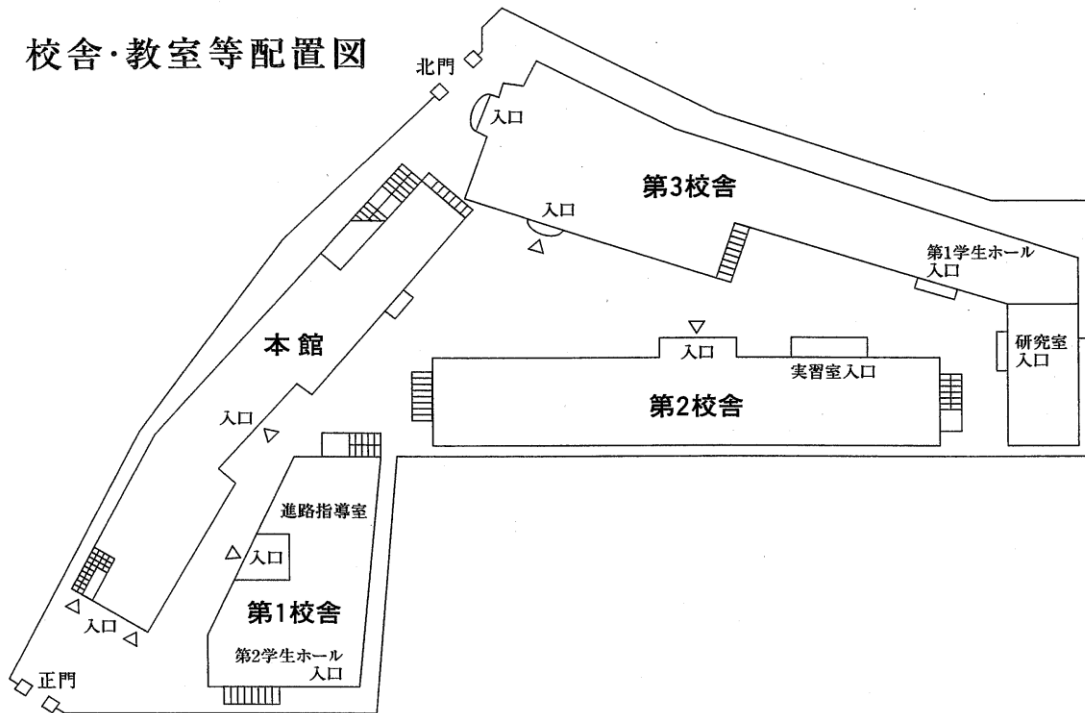 校舎・教室等配置図
北門
入口
第3校舎
入口
第1学生ホール
入口
本館
入口
研究室
入口
実習室入口
第2校舎
入口
進路指導室
入口
第1校舎
入口
第2学生ホール
入口
正門